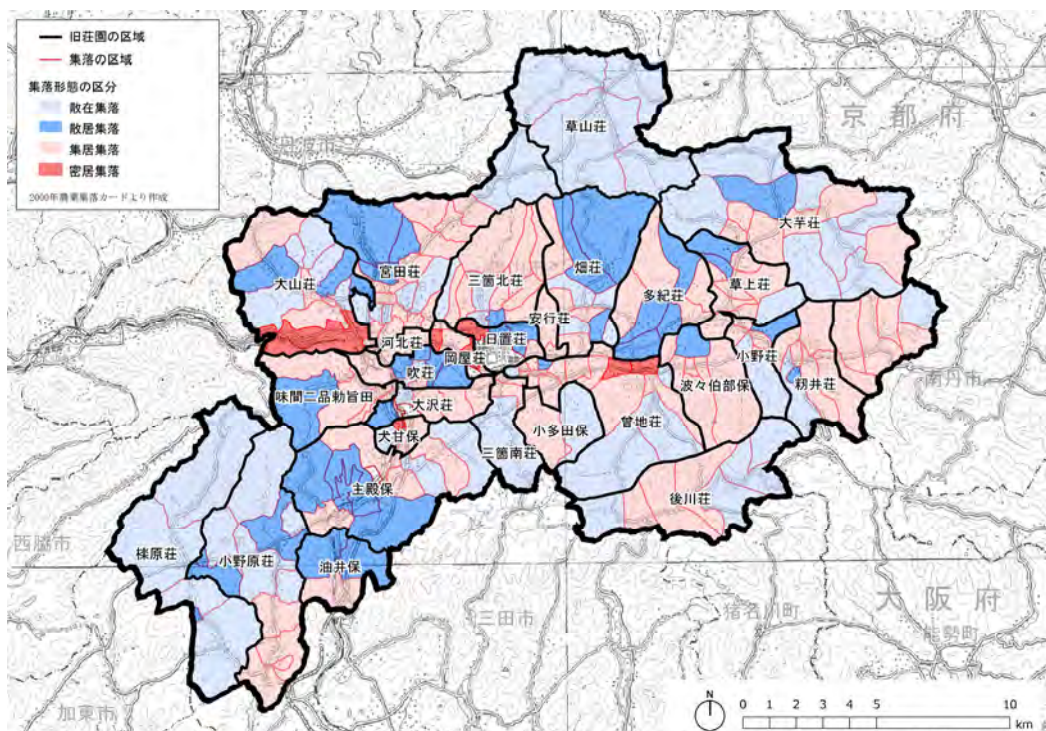 旧荘園の区域
集落の区域
集落形態の区分
散在集落
散居集落
集居集落
密居集落
2000年農業集落カードより作成
京都府
丹波市
草山荘
大芋荘
大山荘
宮田荘
三箇北荘
畑荘
多紀荘
草上荘
安行荘
河北荘
日置荘
岡屋荘
小野荘
吹荘
味間二品勅旨田
波々伯部保
籾井荘
南丹市
大沢荘
犬甘保
小多田保
曾地荘
三箇南荘
主殿保
後川荘
西脇市
榛原荘
小野原荘
油井保
三田市
猪名川町
大阪府
能勢町
加東市
N
0 1 2 3 4 5 10
km